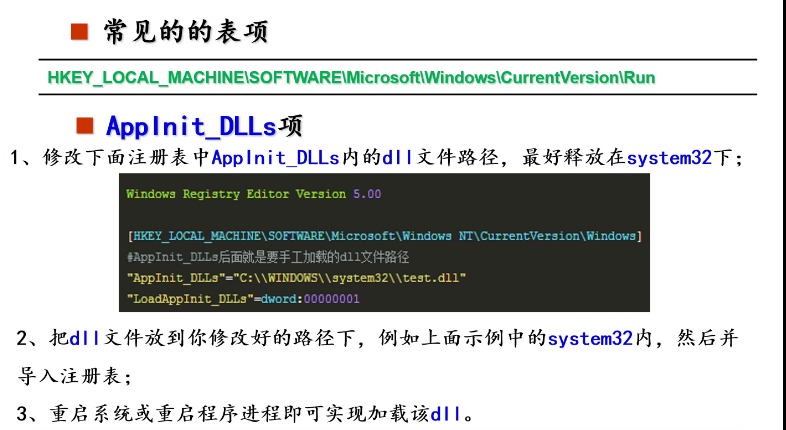 常见的的表项
HKEY_LOCAL_MACHINE\SOFTWARE\Microsoft\Windows\CurrentVersion\Run
AppInit_DLLs项
1、修改下面注册表中AppInit_DLLs内的dll文件路径，最好释放在system32下；
Windows Registry Editor Version 5.00
[HKEY_LOCAL_MACHINE\SOFTWARE\Microsoft\Windows NT\CurrentVersion\Windows]
#AppInit_DLLs后面就是要手工加载的dll文件路径
"AppInit_DLLs"="C:\\WINDOWS\\system32\\test.dll"
"LoadAppInit_DLLs"=dword:00000001
2、把dll文件放到你修改好的路径下，例如上面示例中的system32内，然后并
导入注册表；
3、重启系统或重启程序进程即可实现加载该dll。